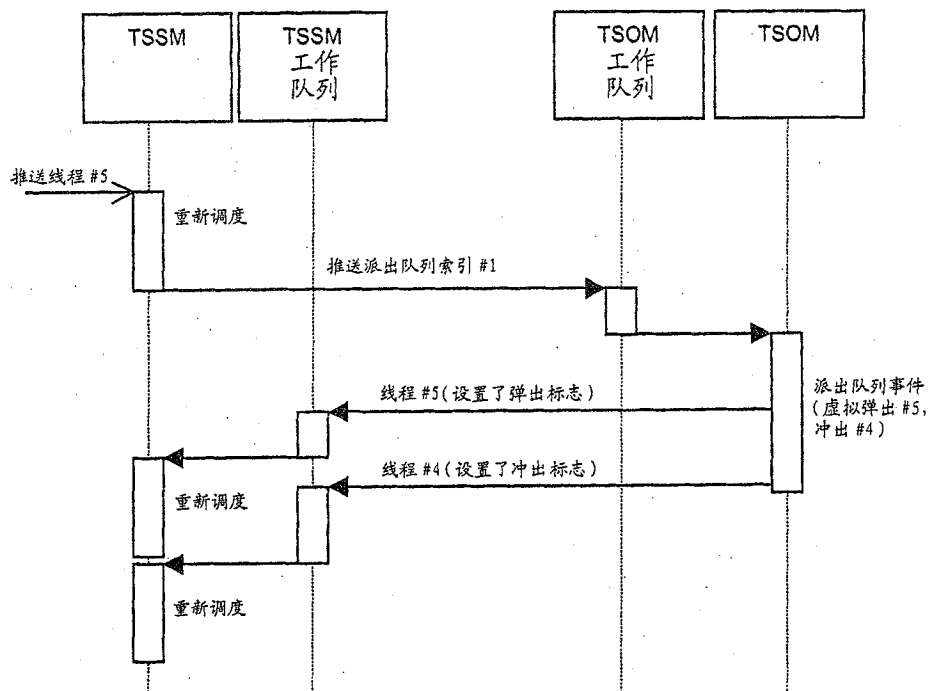 TSSM
TSSM
工作
队列
TSOM
工作
队列
TSOM
推送线程 #5
重新调度
推送派出队列索引 #1
线程 #5(设置了弹出标志)
派出队列事件
(虚拟弹出 #5,
冲出 #4)
线程 #4(设置了冲出标志)
重新调度
重新调度